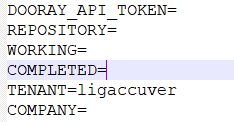 DOORAY_API_TOKEN=
REPOSITORY=
WORKING=
COMPLETED=
TENANT=ligaccuver
COMPANY=